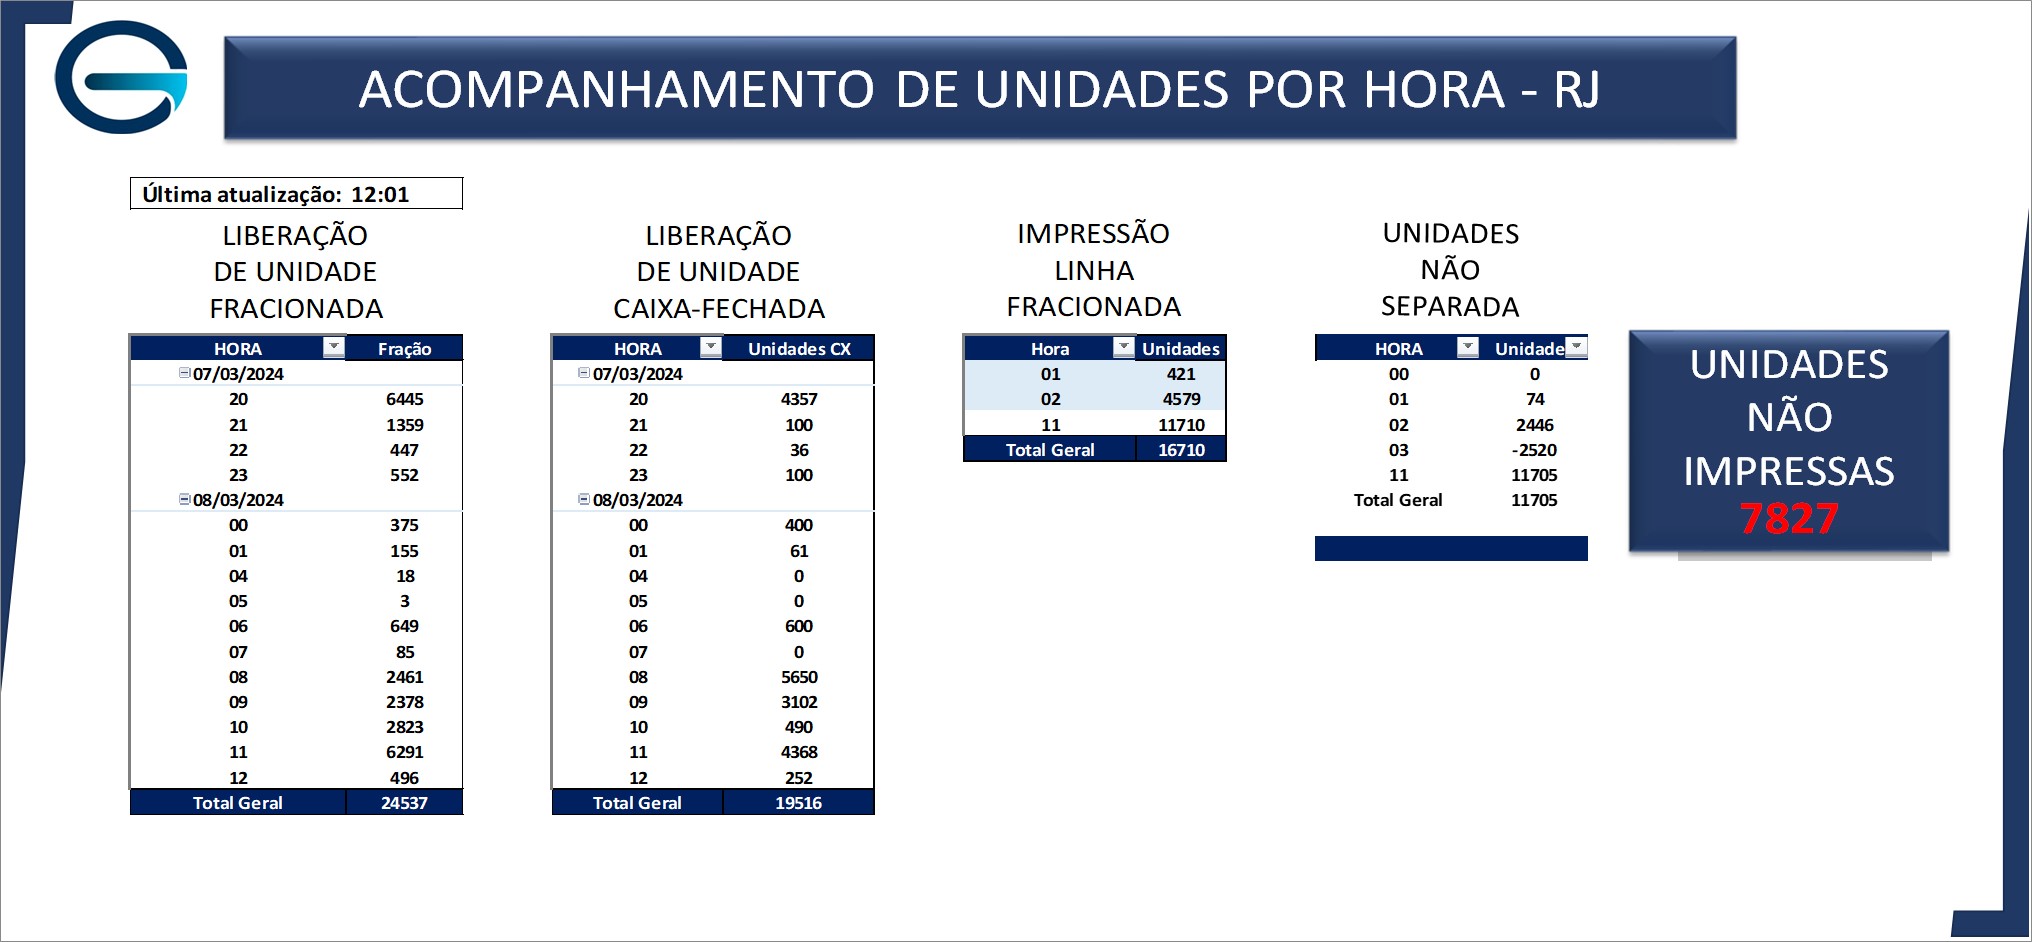 ACOMPANHAMENTO DE UNIDADES POR HORA - RJ
Última atualização: 12:01
LIBERAÇÃO
DE UNIDADE
FRACIONADA
HORA Fração
07/03/2024
20 6445
21 1359
22 447
23 552
08/03/2024
00 375
01 155
04 18
05 3
06 649
07 85
08 2461
09 2378
10 2823
11 6291
12 496
Total Geral 24537
LIBERAÇÃO
DE UNIDADE
CAIXA-FECHADA
HORA Unidades CX
07/03/2024
20 4357
21 100
22 36
23 100
08/03/2024
00 400
01 61
04 0
05 0
06 600
07 0
08 5650
09 3102
10 490
11 4368
12 252
Total Geral 19516
IMPRESSÃO
LINHA
FRACIONADA
Hora Unidades
01 421
02 4579
11 11710
Total Geral 16710
UNIDADES
NÃO
SEPARADA
HORA Unidade
00 0
01 74
02 2446
03 -2520
11 11705
Total Geral 11705
UNIDADES
NÃO
IMPRESSAS
7827